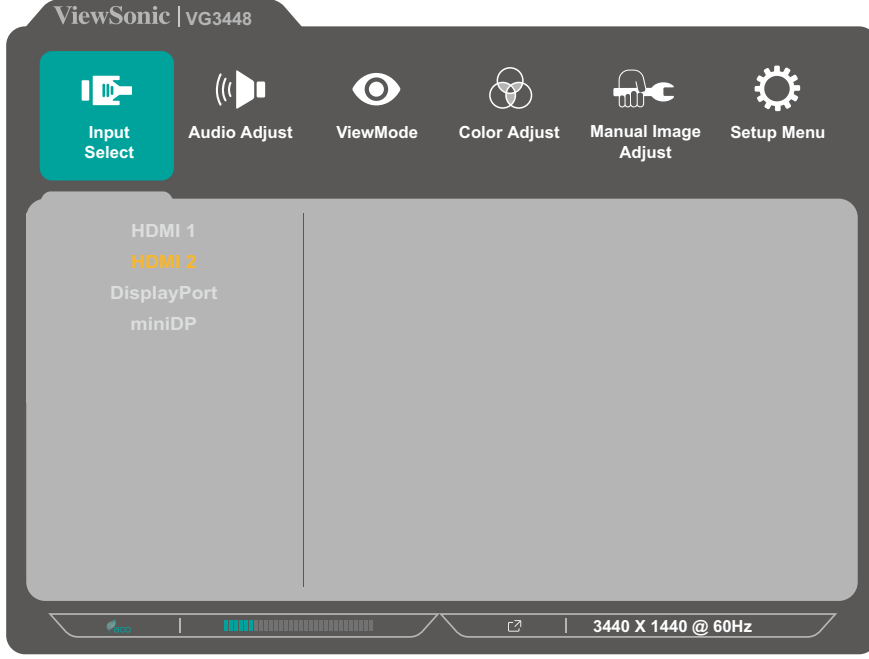 ViewSonic | VG3448
Input
Select
Audio Adjust
ViewMode
Color Adjust
Manual Image
Adjust
Setup Menu
HDMI 1
HDMI 2
DisplayPort
miniDP
eco
3440 X 1440 @ 60Hz